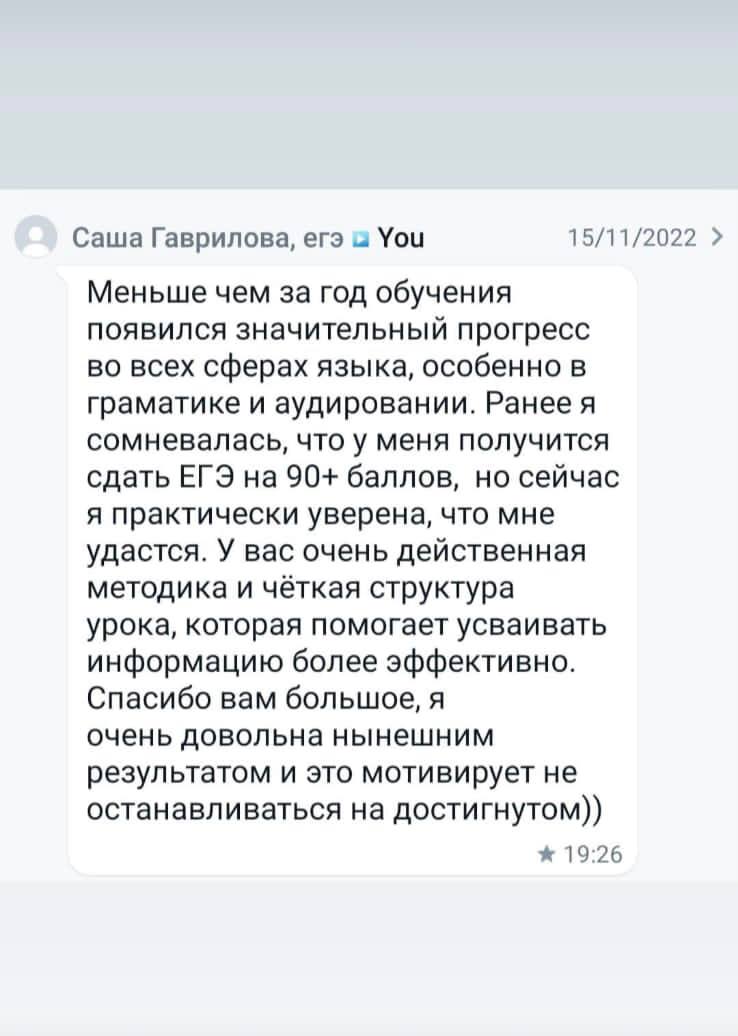 Саша Гаврилова, егэ ▶ You 15/11/2022 >
Меньше чем за год обучения
появился значительный прогресс
во всех сферах языка, особенно в
граматике и аудировании. Ранее я
сомневалась, что у меня получится
сдать ЕГЭ на 90+ баллов, но сейчас
я практически уверена, что мне
удастся. У вас очень действенная
методика и чёткая структура
урока, которая помогает усваивать
информацию более эффективно.
Спасибо вам большое, я
очень довольна нынешним
результатом и это мотивирует не
останавливаться на достигнутом))
★ 19:26